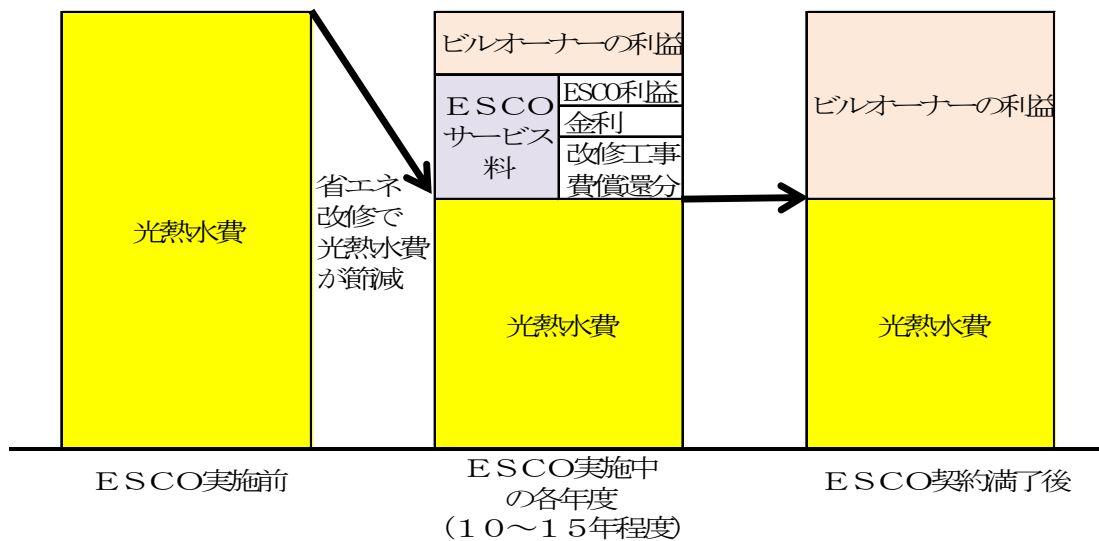 光熱水費
省エネ
改修で
光熱水費
が節減
ビルオーナーの利益
ＥＳＣＯ
サービス
料
ESCO利益
金利
改修工事
費償還分
光熱水費
ビルオーナーの利益
光熱水費
ＥＳＣＯ実施前
ＥＳＣＯ実施中
の各年度
（１０～１５年程度）
ＥＳＣＯ契約満了後